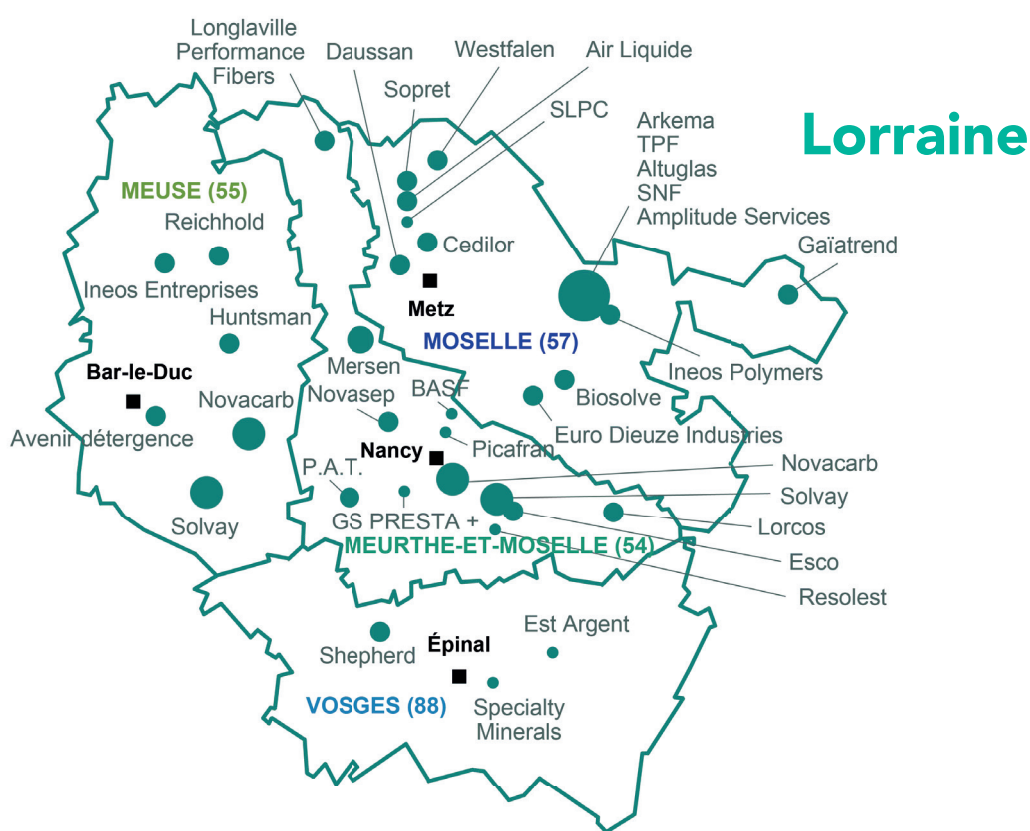 Longlaville
Performance
Fibers
Daussan
Westfalen
Air Liquide
Sopret
SLPC
Arkema
TPF
Altuglas
SNF
Amplitude Services
Lorraine
MEUSE (55)
Reichhold
Cedilor
Gaïatrend
Ineos Entreprises
Metz
Huntsman
MOSELLE (57)
Mersen
Ineos Polymers
Bar-le-Duc
Novacarb
Novasep
BASF
Biosolve
Avenir détergence
Nancy
Picafran
Euro Dieuze Industries
P.A.T.
Novacarb
Solvay
Solvay
GS PRESTA +
Lorcos
MEURTHE-ET-MOSELLE (54)
Esco
Resolest
Est Argent
Shepherd
Épinal
VOSGES (88)
Specialty
Minerals